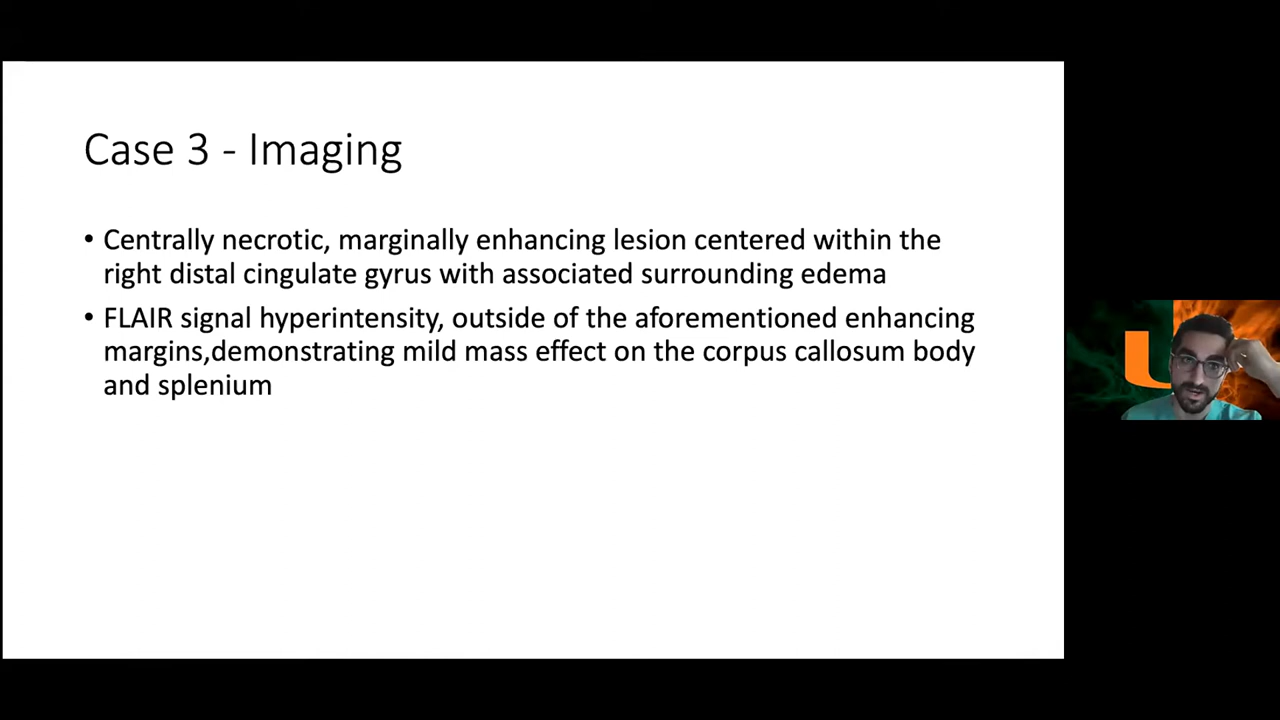 Case 3 - Imaging
• Centrally necrotic, marginally enhancing lesion centered within the
right distal cingulate gyrus with associated surrounding edema
• FLAIR signal hyperintensity, outside of the aforementioned enhancing
margins,demonstrating mild mass effect on the corpus callosum body
and splenium